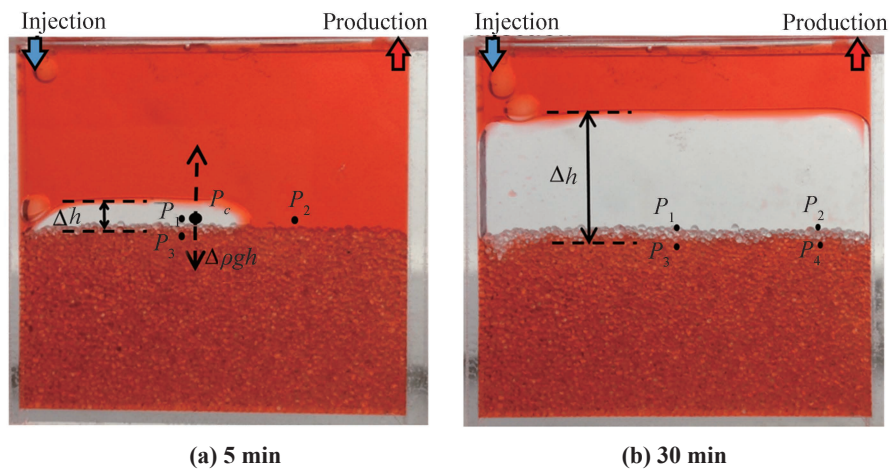 Injection
Production
Δh
P1
Pc
P2
P3
Δρgh
(a) 5 min
Injection
Production
Δh
P1
P2
P3
P4
(b) 30 min